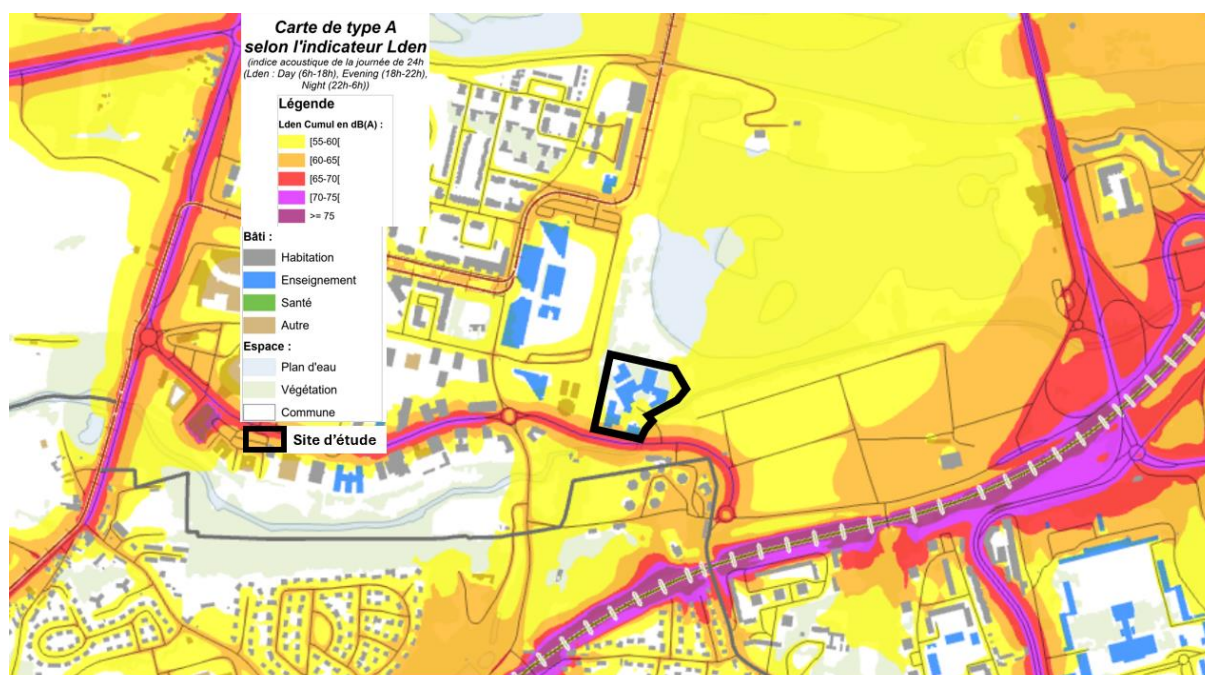 Carte de type A
selon l'indicateur Lden
(indice acoustique de la journée de 24h
(Lden : Day (6h-18h), Evening (18h-22h),
Night (22h-6h))
Légende
Lden Cumul en dB(A) :
[55-60[
[60-65[
[65-70[
[70-75[
>= 75
Bâti :
Habitation
Enseignement
Santé
Autre
Espace :
Plan d'eau
Végétation
Commune
Site d'étude